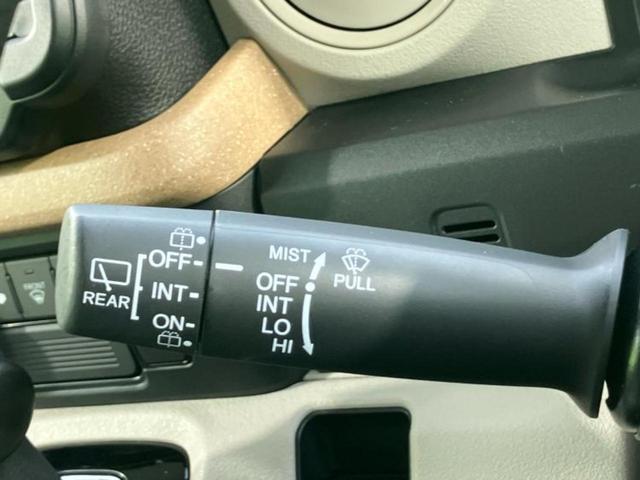 OFF
INT
ON
REAR
MIST
OFF
INT
LO
HI
PULL